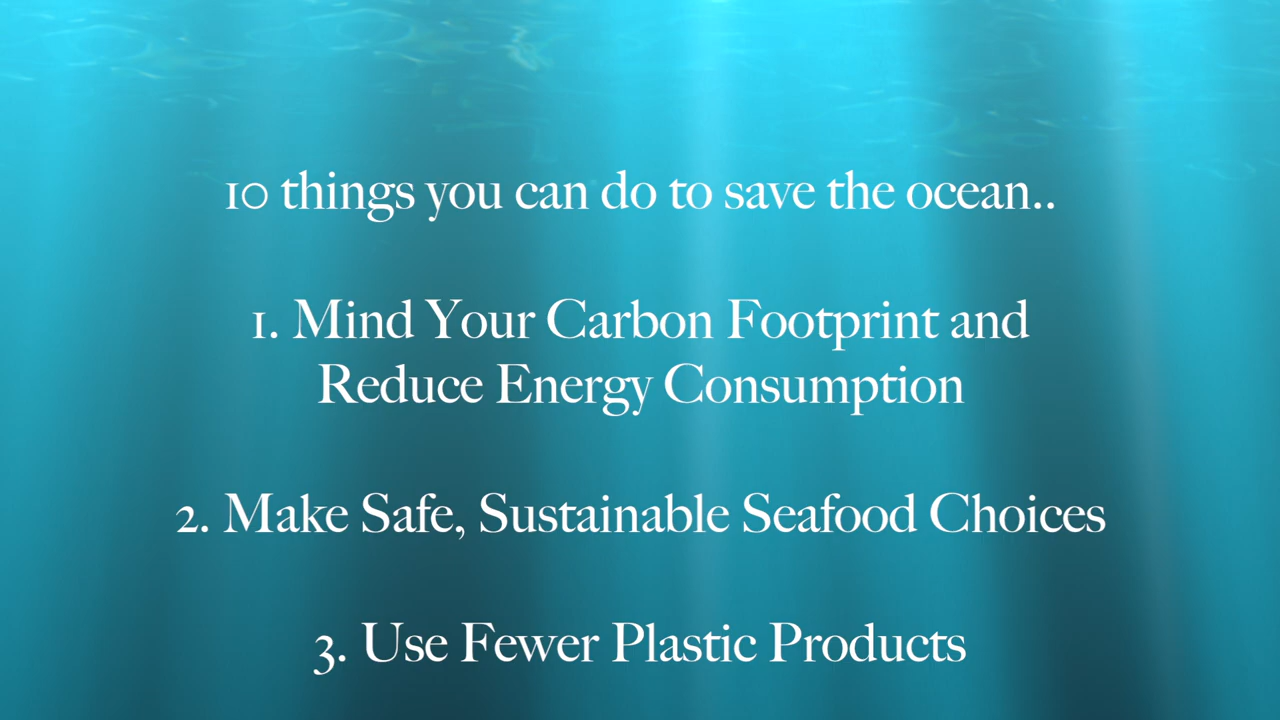 10 things you can do to save the ocean..
1. Mind Your Carbon Footprint and
Reduce Energy Consumption
2. Make Safe, Sustainable Seafood Choices
3. Use Fewer Plastic Products